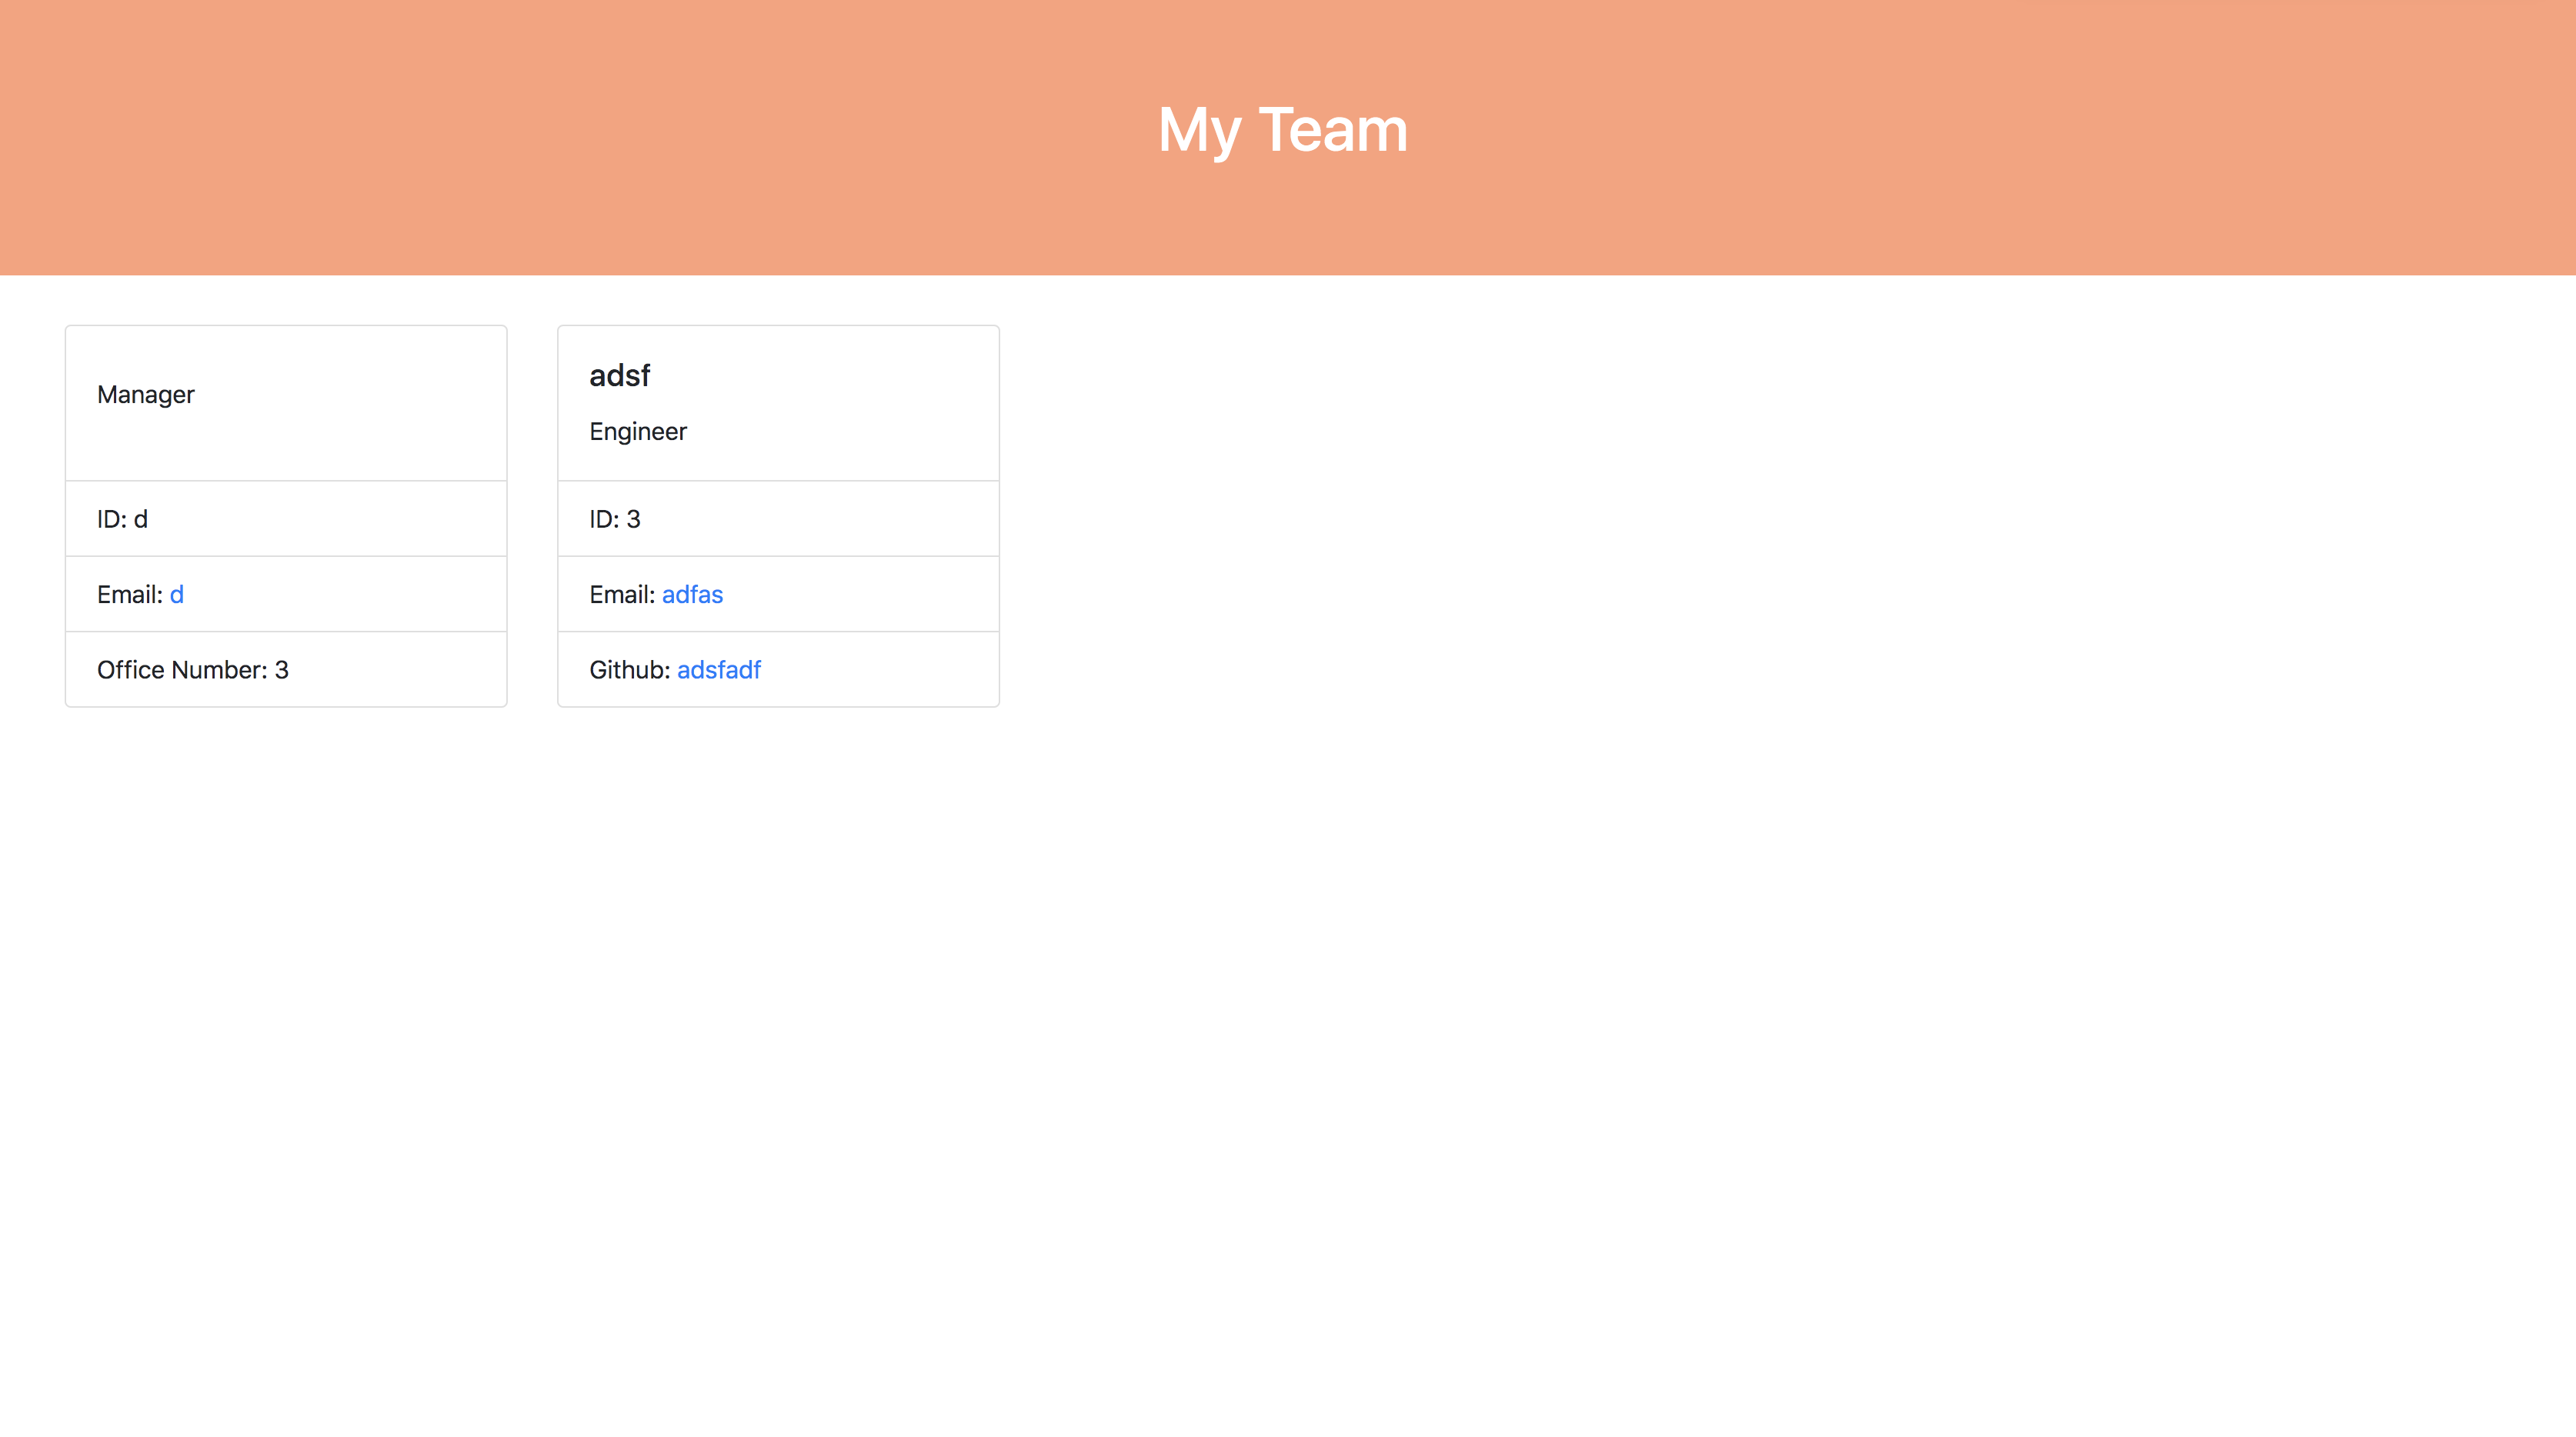 My Team
Manager
ID: d
Email: d
Office Number: 3
adsf
Engineer
ID: 3
Email: adfas
Github: adsfadf